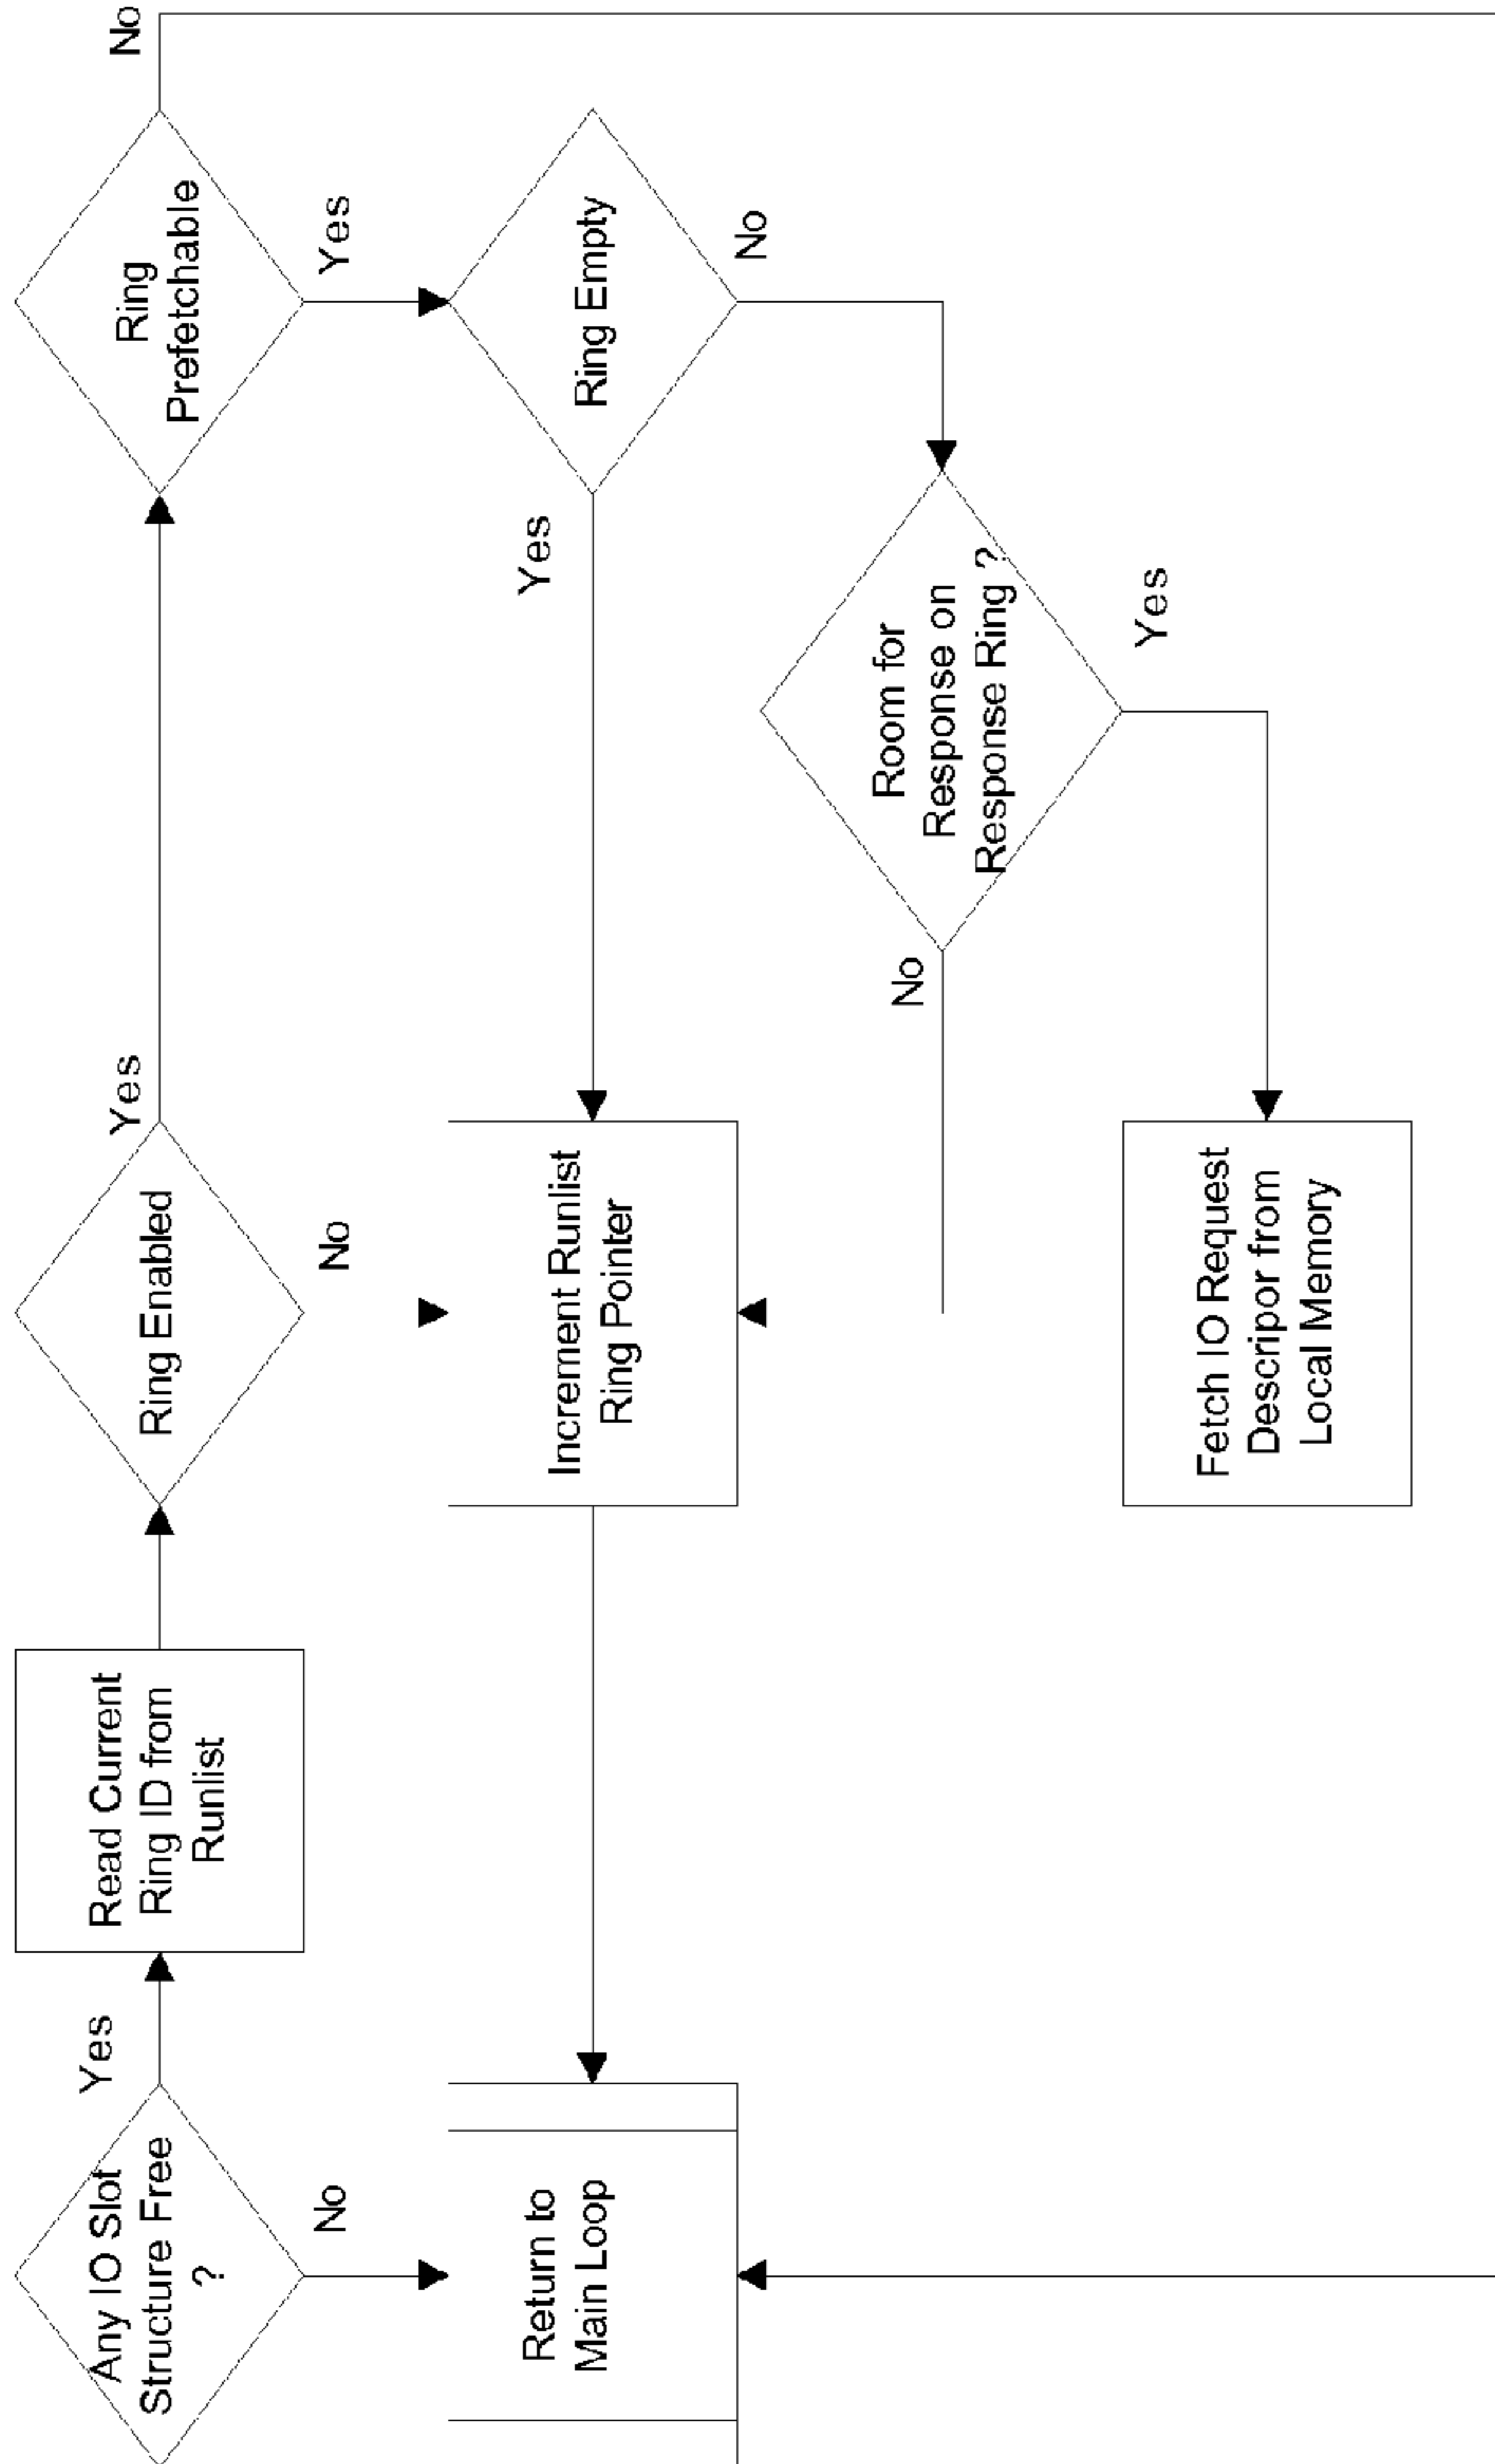 Any IO Slot
Structure Free
?
Yes
No
Read Current
Ring ID from
Runlist
Ring Enabled
Yes
No
Ring
Prefetchable
No
Yes
Return to
Main Loop
Increment Runlist
Ring Pointer
Yes
Ring Empty
No
No
Room for
Response on
Response Ring ?
Yes
Fetch IO Request
Descripor from
Local Memory